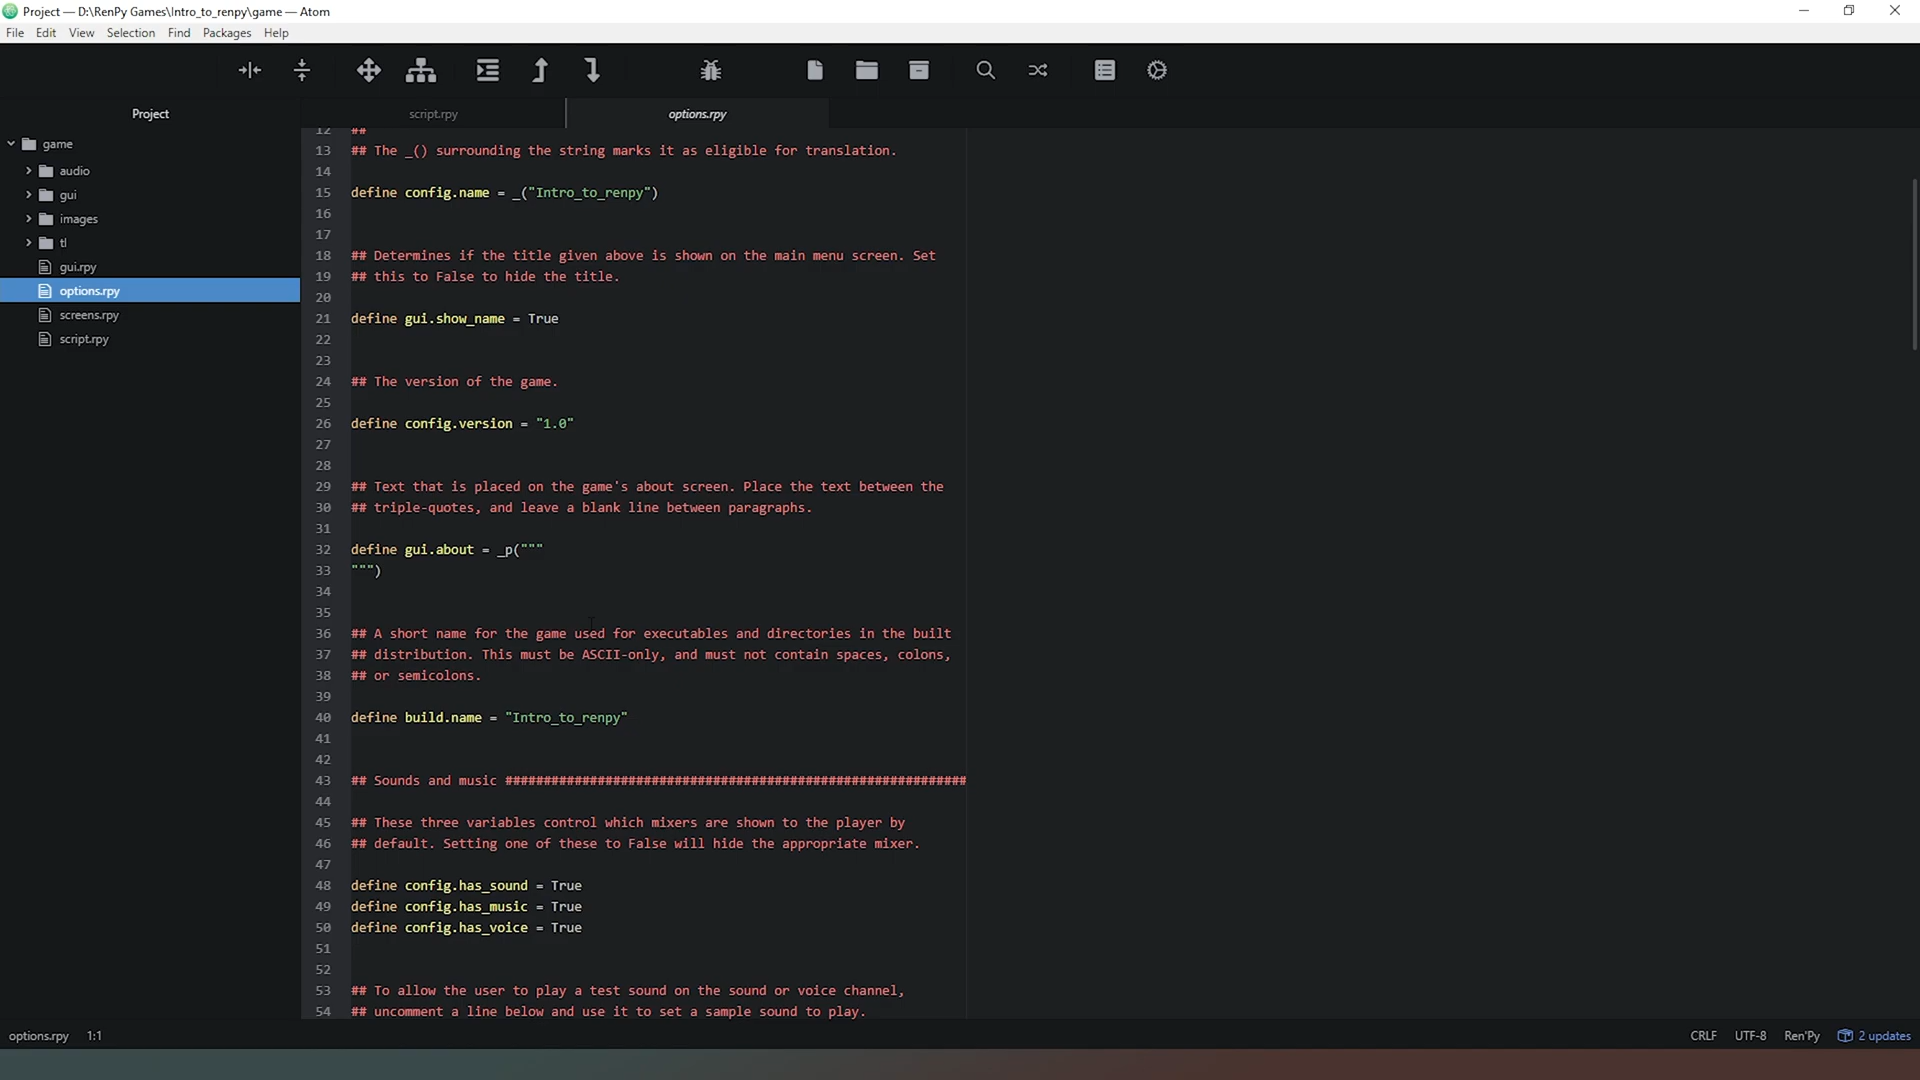 Project — D:\RenPy Games\Intro_to_renpy\game — Atom
File Edit View Selection Find Packages Help
Project
script.rpy
options.rpy
game
audio
gui
images
tl
gui.rpy
options.rpy
screens.rpy
script.rpy
12 ##
13 ## The _() surrounding the string marks it as eligible for translation.
14
15 define config.name = _("Intro_to_renpy")
16
17
18 ## Determines if the title given above is shown on the main menu screen. Set
19 ## this to False to hide the title.
20
21 define gui.show_name = True
22
23
24 ## The version of the game.
25
26 define config.version = "1.0"
27
28
29 ## Text that is placed on the game's about screen. Place the text between the
30 ## triple-quotes, and leave a blank line between paragraphs.
31
32 define gui.about = _p("""
33 """)
34
35
36 ## A short name for the game used for executables and directories in the built
37 ## distribution. This must be ASCII-only, and must not contain spaces, colons,
38 ## or semicolons.
39
40 define build.name = "Intro_to_renpy"
41
42
43 ## Sounds and music ############################################################
44
45 ## These three variables control which mixers are shown to the player by
46 ## default. Setting one of these to False will hide the appropriate mixer.
47
48 define config.has_sound = True
49 define config.has_music = True
50 define config.has_voice = True
51
52
53 ## To allow the user to play a test sound on the sound or voice channel,
54 ## uncomment a line below and use it to set a sample sound to play.
options.rpy 1:1
CRLF UTF-8 Ren'Py 2 updates